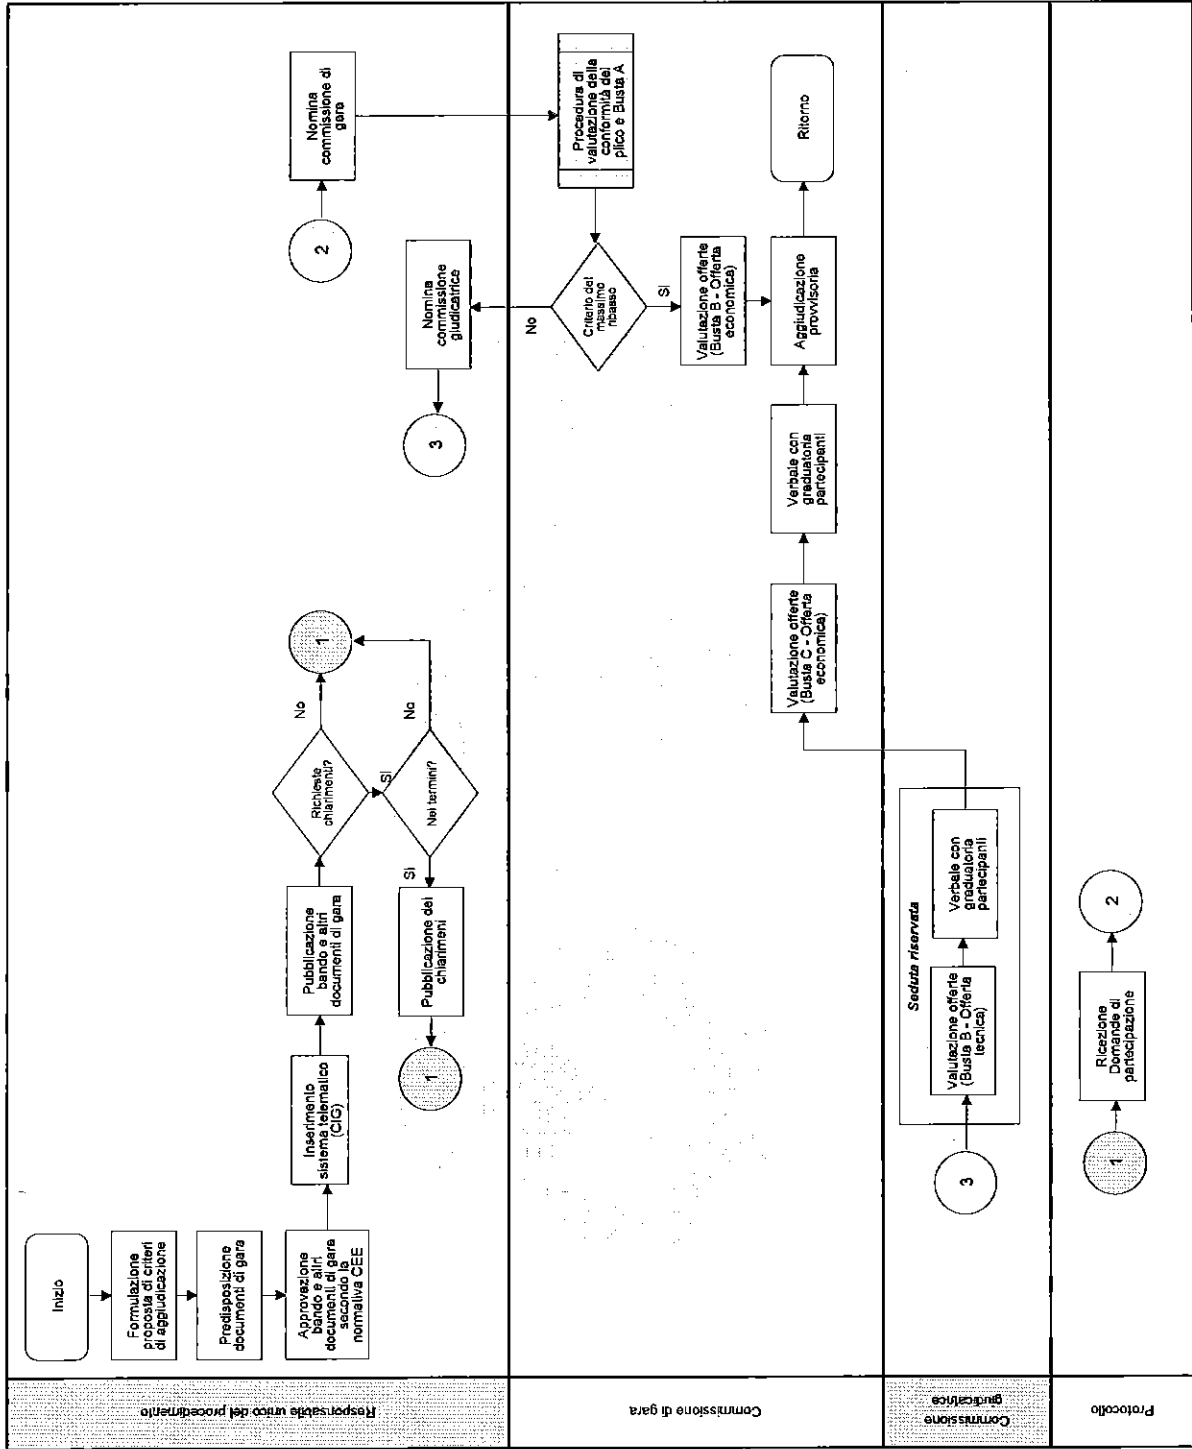 Responsabile unico del procedimento
Inizio
Formulazione
proposta di criteri
di aggiudicazione
Predisposizione
documenti di gara
Approvazione
bando e altri
documenti di gara
secondo la
normativa CEE
Inserimento
sistema telematico
(CIG)
Pubblicazione
bando e altri
documenti di gara
Richieste
chiarimenti?
No
1
Si
Nei termini?
No
Si
Pubblicazione dei
chiarimeni
1
2
Nomina
commissione di
gara
Nomina
commissione
giudicatrice
3
Commissione di gara
Procedura di
valutazione della
conformità del
plico e Busta A
Criterio del
massimo
ribasso
No
Si
Valutazione offerte
(Busta B - Offerta
economica)
Valutazione offerte
(Busta C - Offerta
economica)
Verbale con
graduatoria
partecipanti
Aggiudicazione
provvisoria
Ritorno
Commissione
giudicatrice
3
Seduta riservata
Valutazione offerte
(Busta B - Offerta
tecnica)
Verbale con
graduatoria
partecipanti
Protocollo
1
Ricezione
Domande di
partecipazione
2